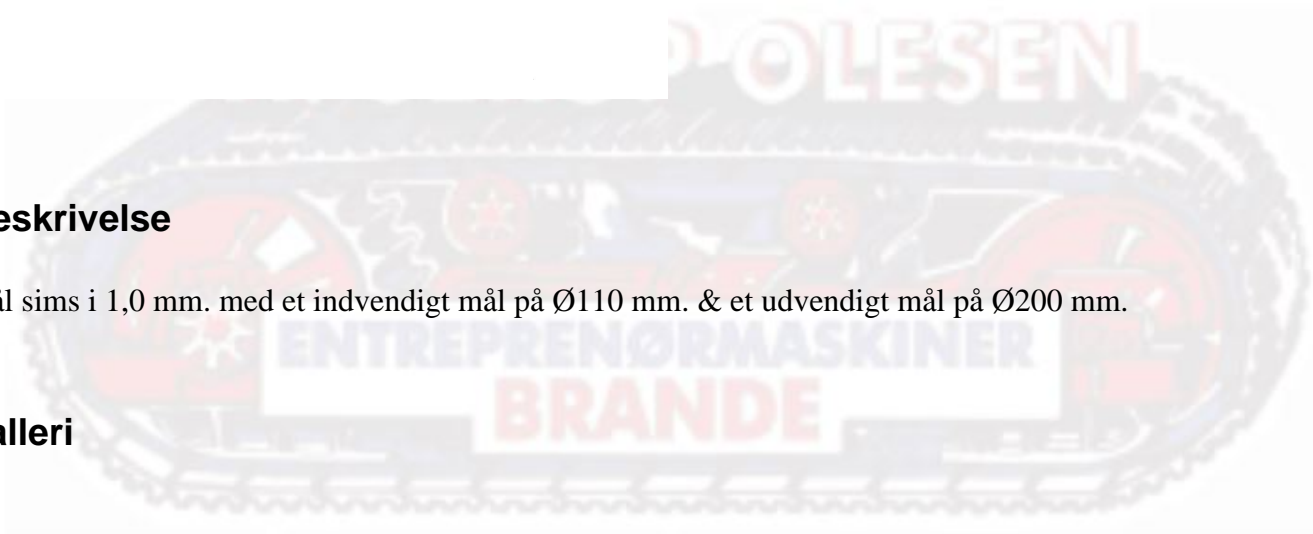 OLESEN
eskrivelse
ål sims i 1,0 mm. med et indvendigt mål på Ø110 mm. & et udvendigt mål på Ø200 mm.
ENTREPRENØRMASKINER
BRANDE
alleri